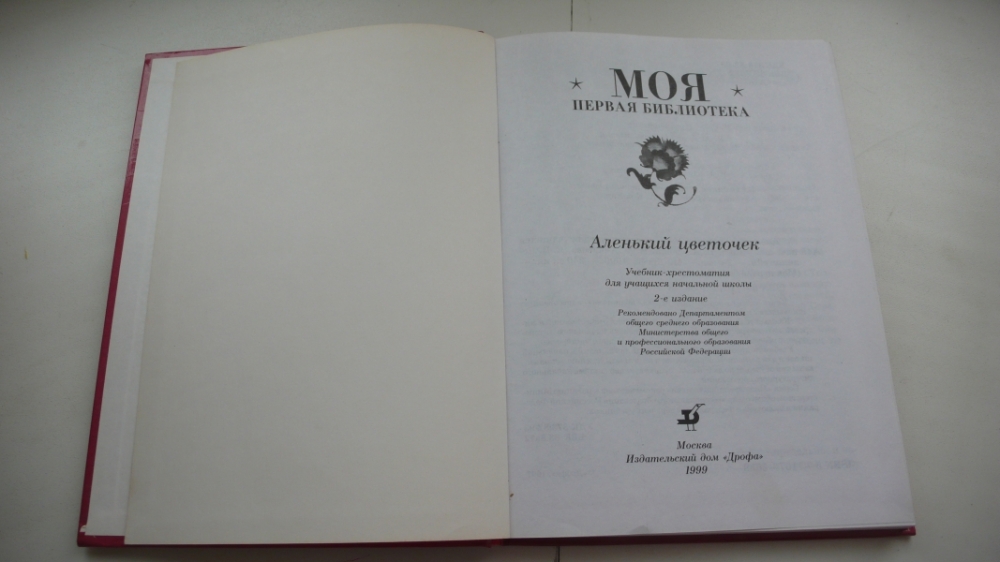 МОЯ
ПЕРВАЯ БИБЛИОТЕКА
Аленький цветочек
Учебник-хрестоматия
для учащихся начальной школы
2-е издание
Рекомендовано Департаментом
общего среднего образования
Министерства общего
и профессионального образования
Российской Федерации
Москва
Издательский дом «Дрофа»
1999